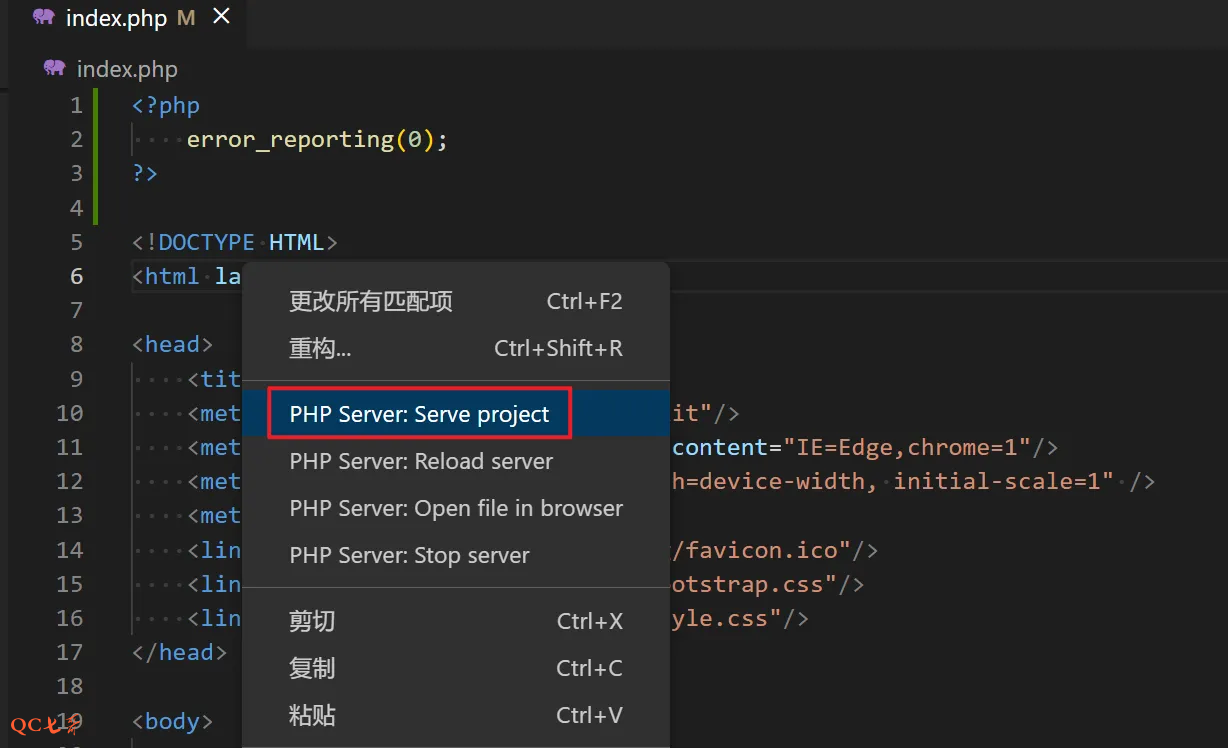 index.php M
index.php
1 <?php
2 error_reporting(0);
3 ?>
4
5 <!DOCTYPE HTML>
6 <html la
7
8 <head>
9 <tit
10 <met it"/>
11 <met content="IE=Edge,chrome=1"/>
12 <met h=device-width, initial-scale=1" />
13 <met
14 <lin /favicon.ico"/>
15 <lin otstrap.css"/>
16 <lin yle.css"/>
17 </head>
18
19 <body>
更改所有匹配项 Ctrl+F2
重构... Ctrl+Shift+R
PHP Server: Serve project
PHP Server: Reload server
PHP Server: Open file in browser
PHP Server: Stop server
剪切 Ctrl+X
复制 Ctrl+C
粘贴 Ctrl+V
QC